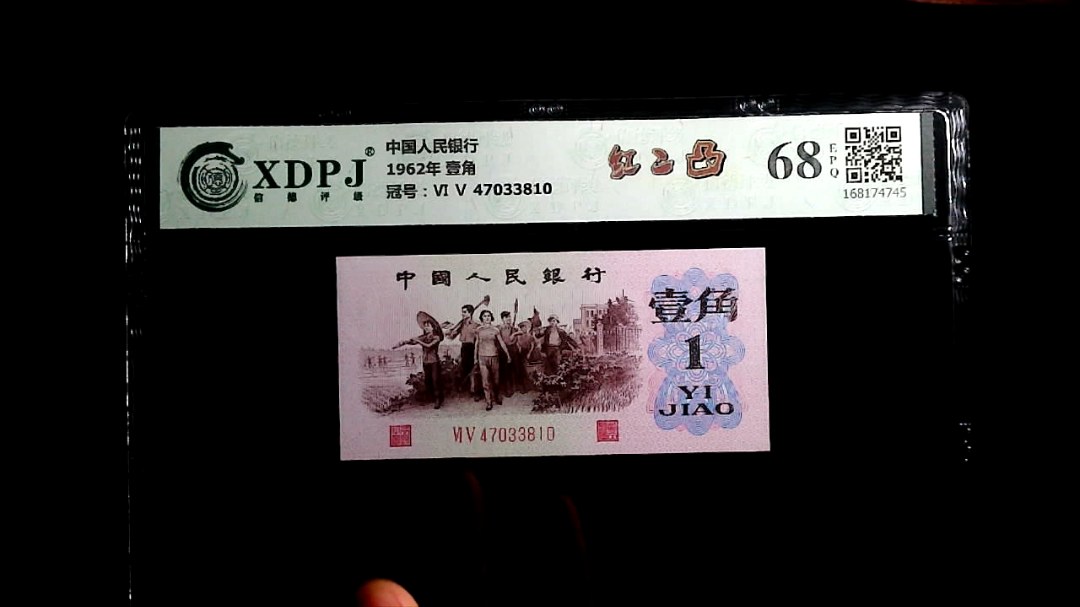 XDPJ®
信德评级
中国人民银行
1962年 壹角
冠号：VI V 47033810
红二凸
68
EPQ
168174745
中國人民銀行
壹角
1
YI
JIAO
VI V 47033810